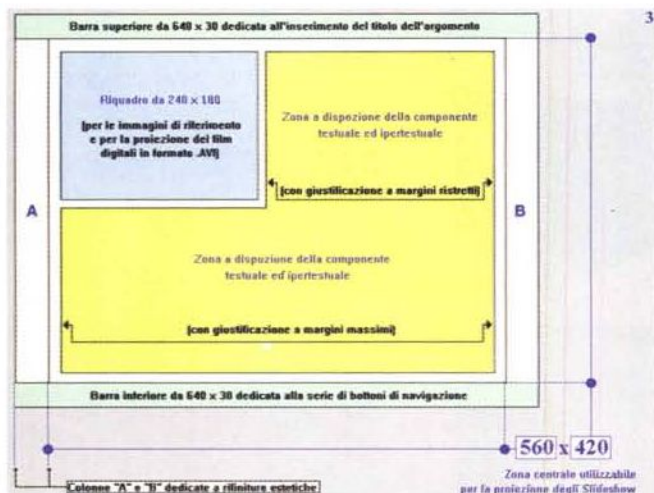 3
Barra superiore da 640 x 30 dedicata all'inserimento del titolo dell'argomento
Riquadro da 240 x 180
(per le immagini di riferimento
e per la proiezione dei film
digitali in formato .AVI)
Zona a dispozione della componente
testuale ed ipertestuale
(con giustificazione a margini ristretti)
A
B
Zona a dispozione della componente
testuale ed ipertestuale
(con giustificazione a margini massimi)
Barra inferiore da 640 x 30 dedicata alla serie di bottoni di navigazione
560 x 420
Zona centrale utilizzabile
per la proiezione degli Slideshow
Colonne "A" e "B" dedicate a rifiniture estetiche